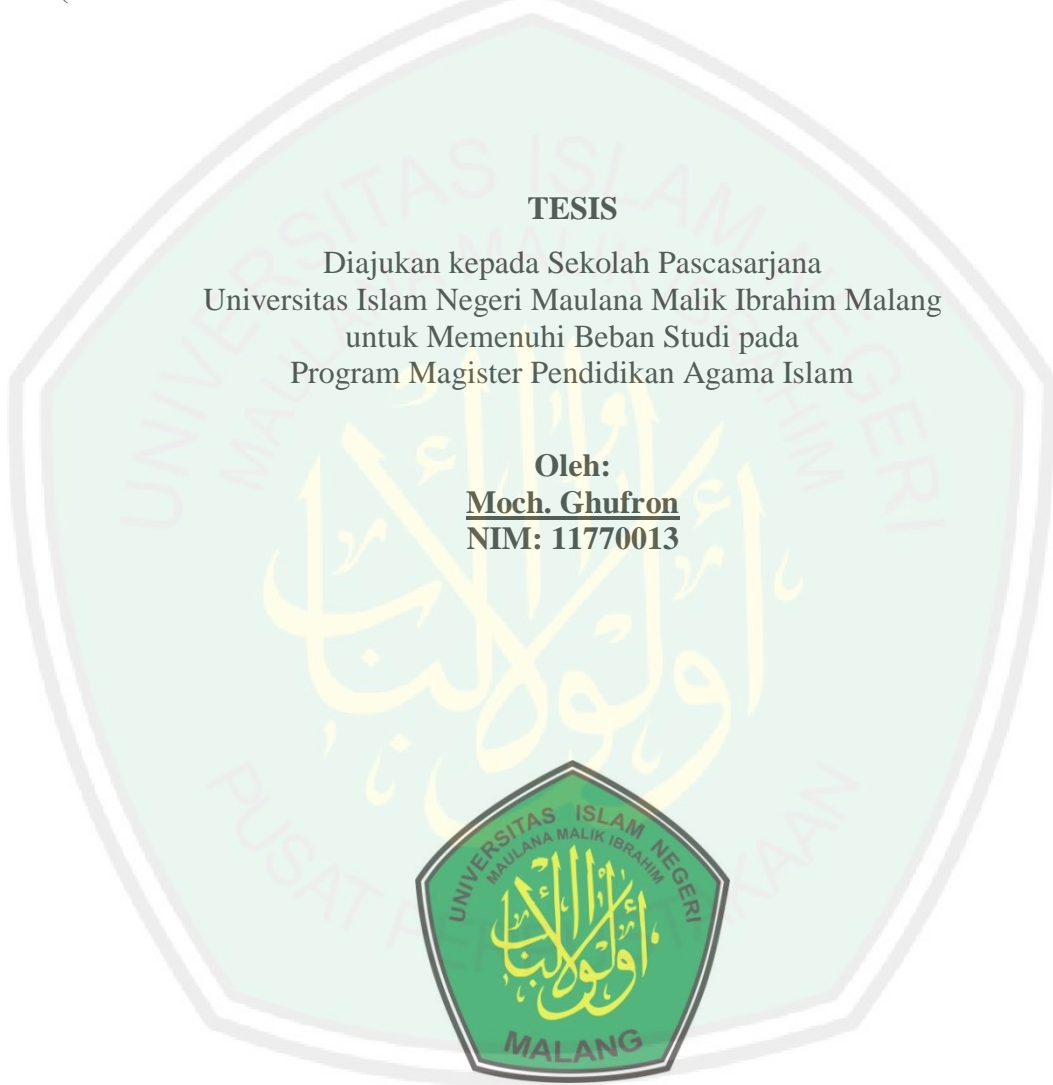 TESIS
Diajukan kepada Sekolah Pascasarjana
Universitas Islam Negeri Maulana Malik Ibrahim Malang
untuk Memenuhi Beban Studi pada
Program Magister Pendidikan Agama Islam
Oleh:
Moch. Ghufron
NIM: 11770013
UNIVERSITAS ISLAM NEGERI
MAULANA MALIK IBRAHIM
أولوا الألباب
MALANG